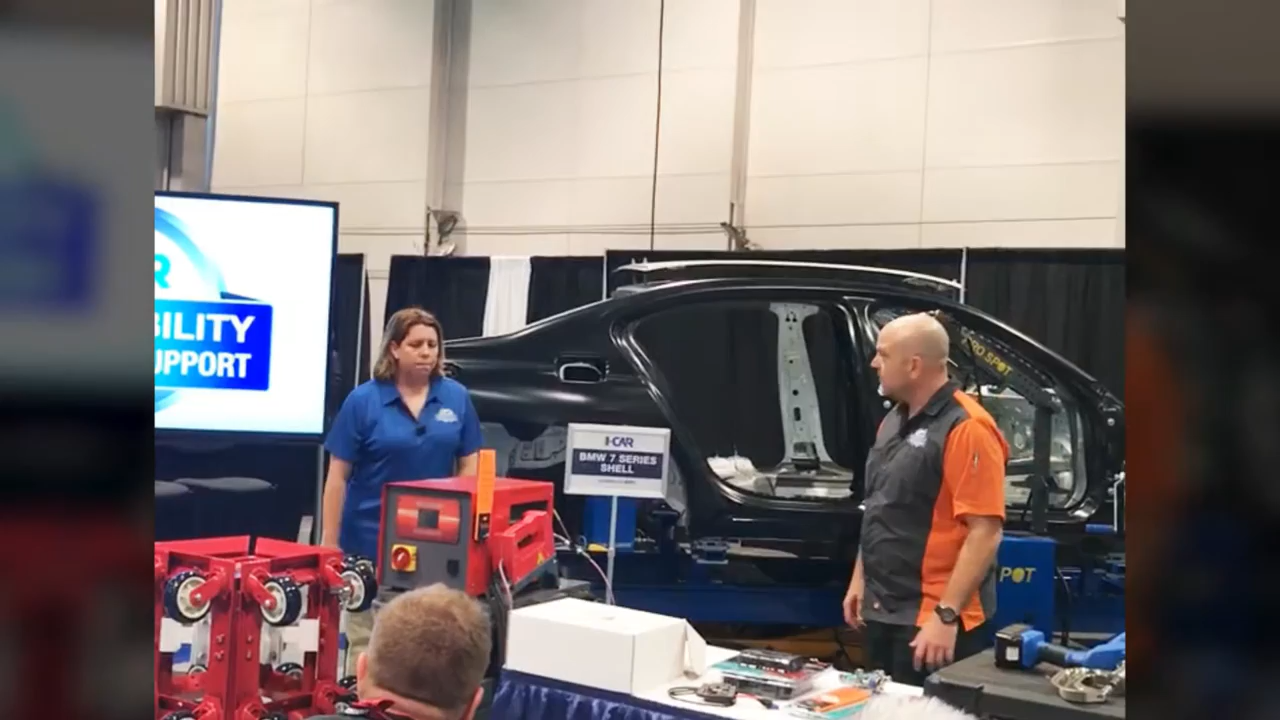 R
BILITY
UPPORT
I-CAR
BMW 7 SERIES
SHELL
PRO SPOT
POT